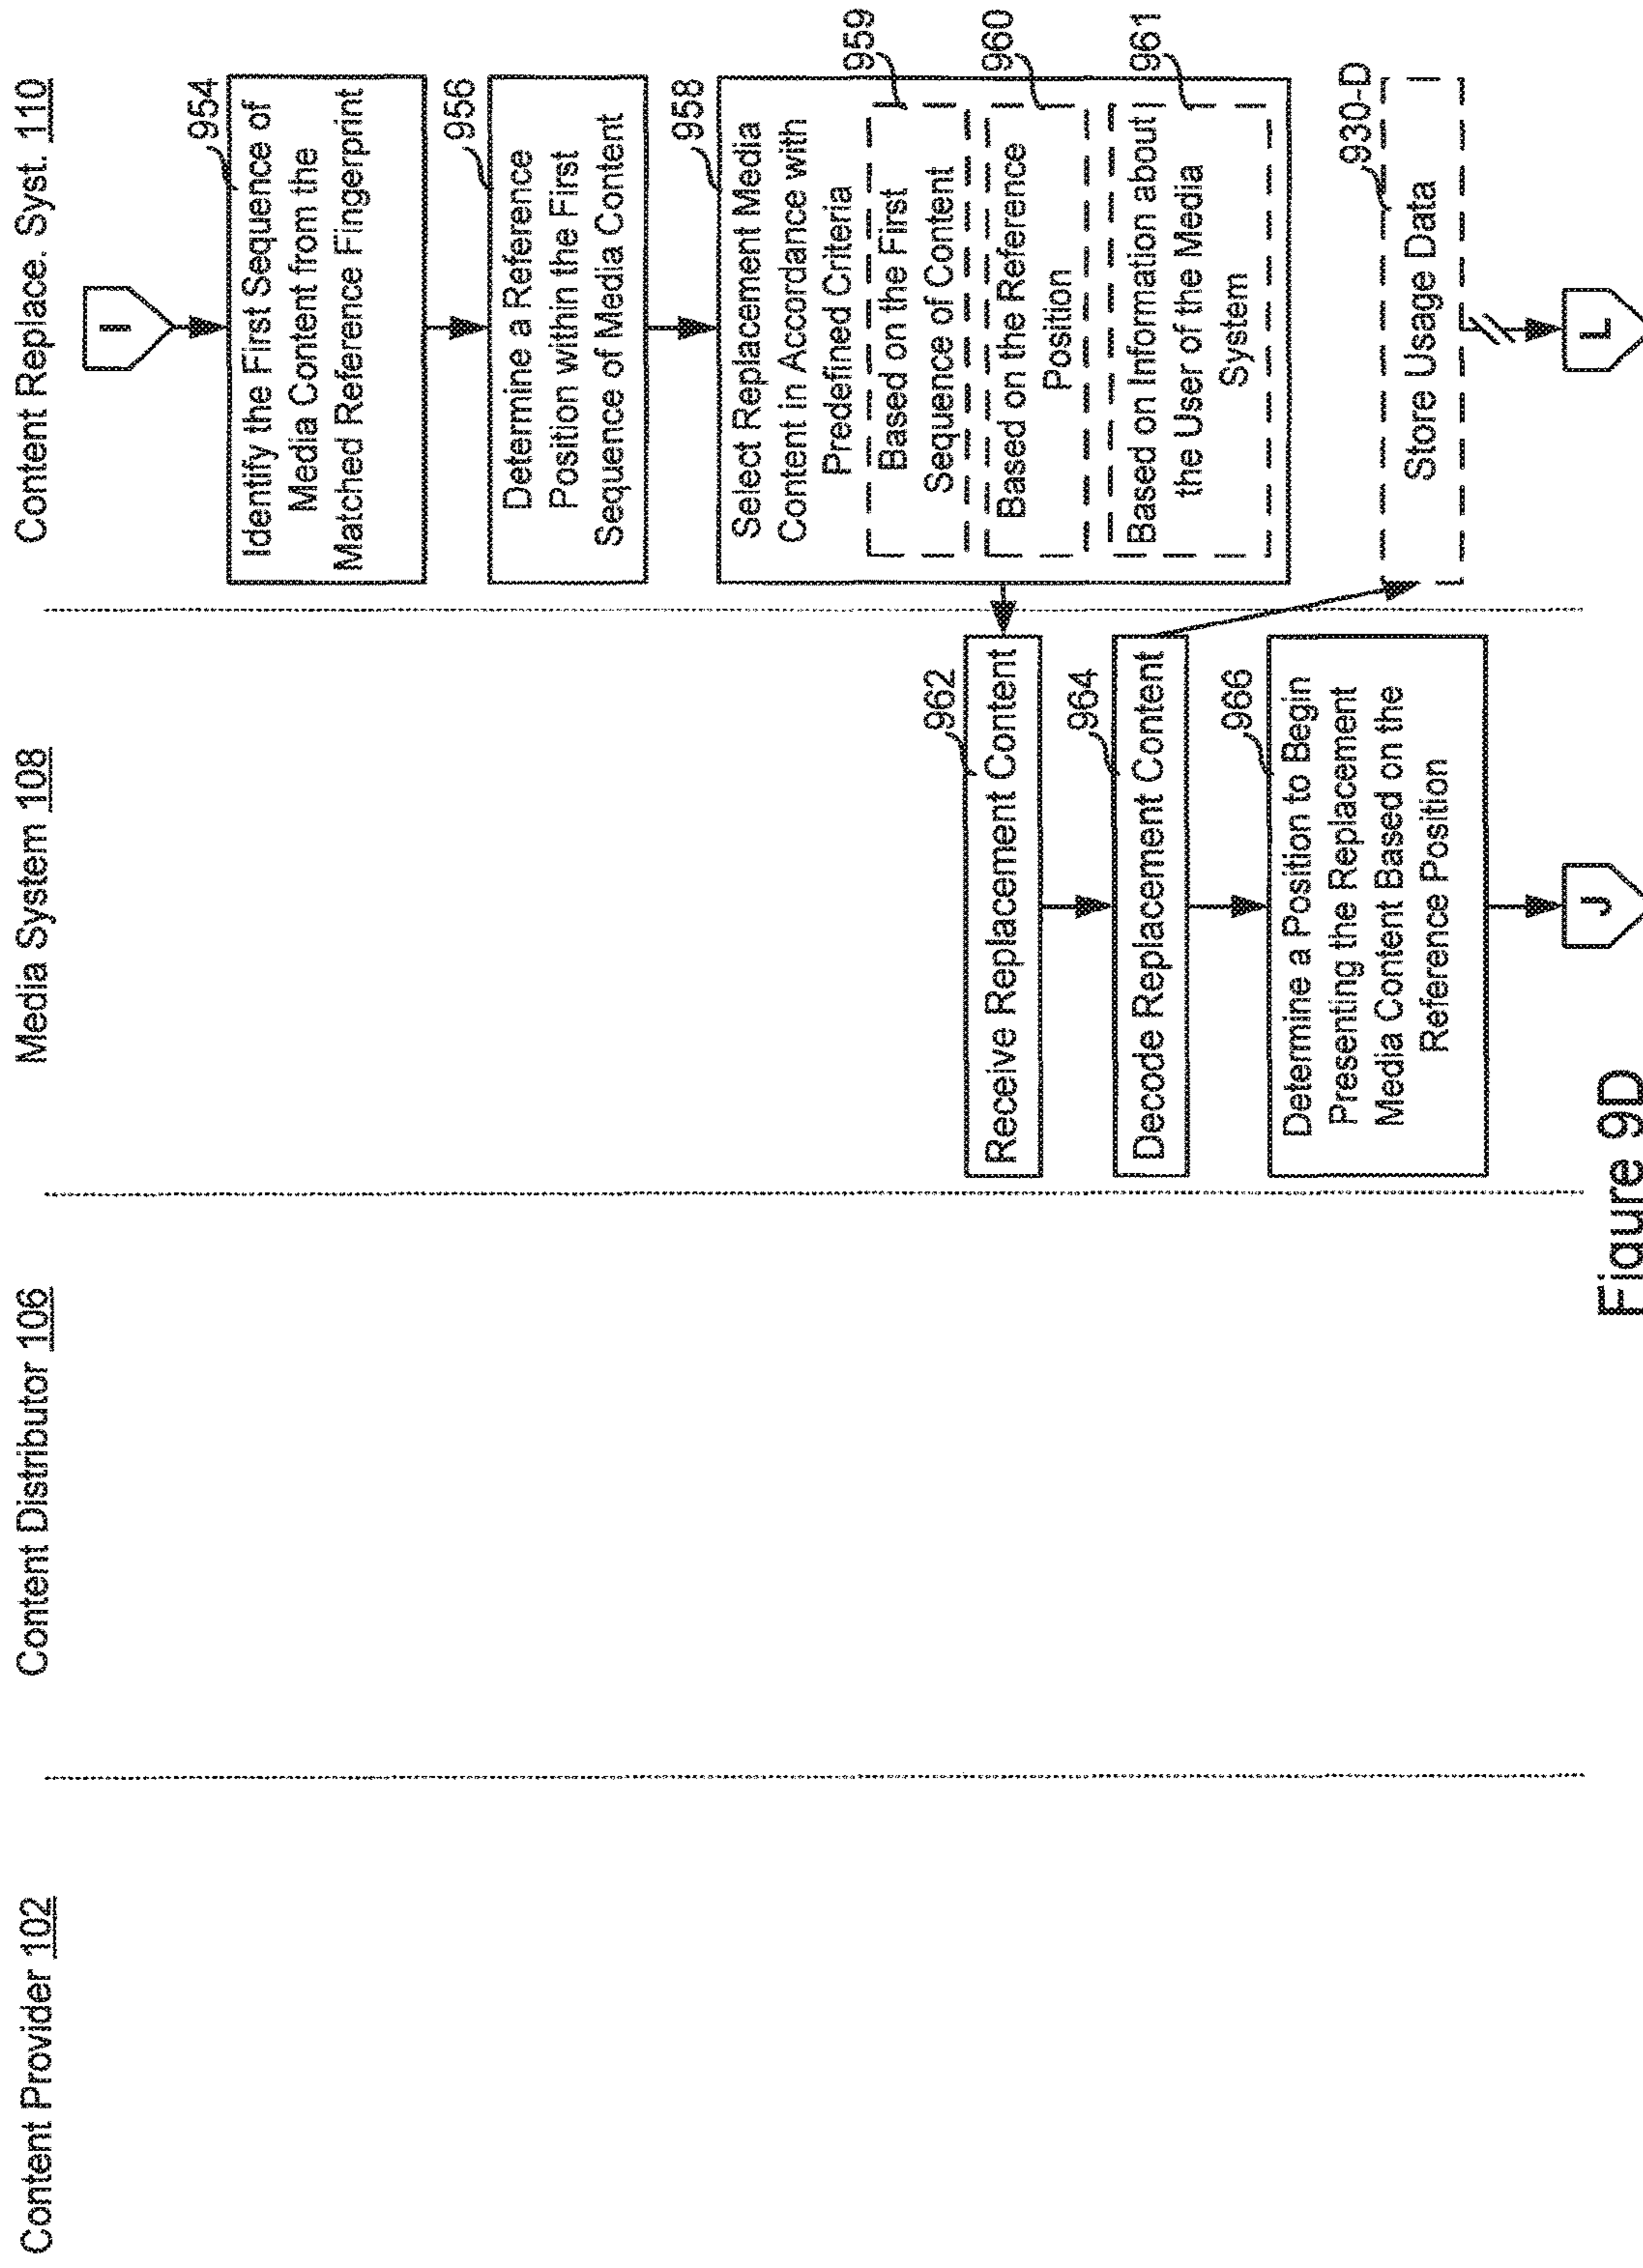 Content Provider 102
Content Distributor 106
Media System 108
Content Replace. Syst. 110
I
954
Identify the First Sequence of
Media Content from the
Matched Reference Fingerprint
956
Determine a Reference
Position within the First
Sequence of Media Content
958
Select Replacement Media
Content in Accordance with
Predefined Criteria
959
Based on the First
Sequence of Content
960
Based on the Reference
Position
961
Based on Information about
the User of the Media
System
962
Receive Replacement Content
964
Decode Replacement Content
966
Determine a Position to Begin
Presenting the Replacement
Media Content Based on the
Reference Position
930-D
Store Usage Data
J
L
Figure 9D